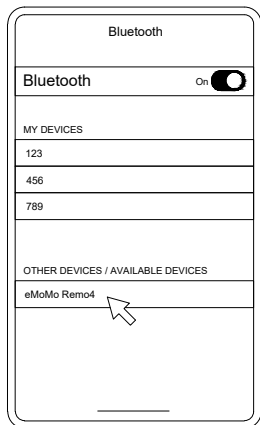 Bluetooth
Bluetooth On
MY DEVICES
123
456
789
OTHER DEVICES / AVAILABLE DEVICES
eMoMo Remo4